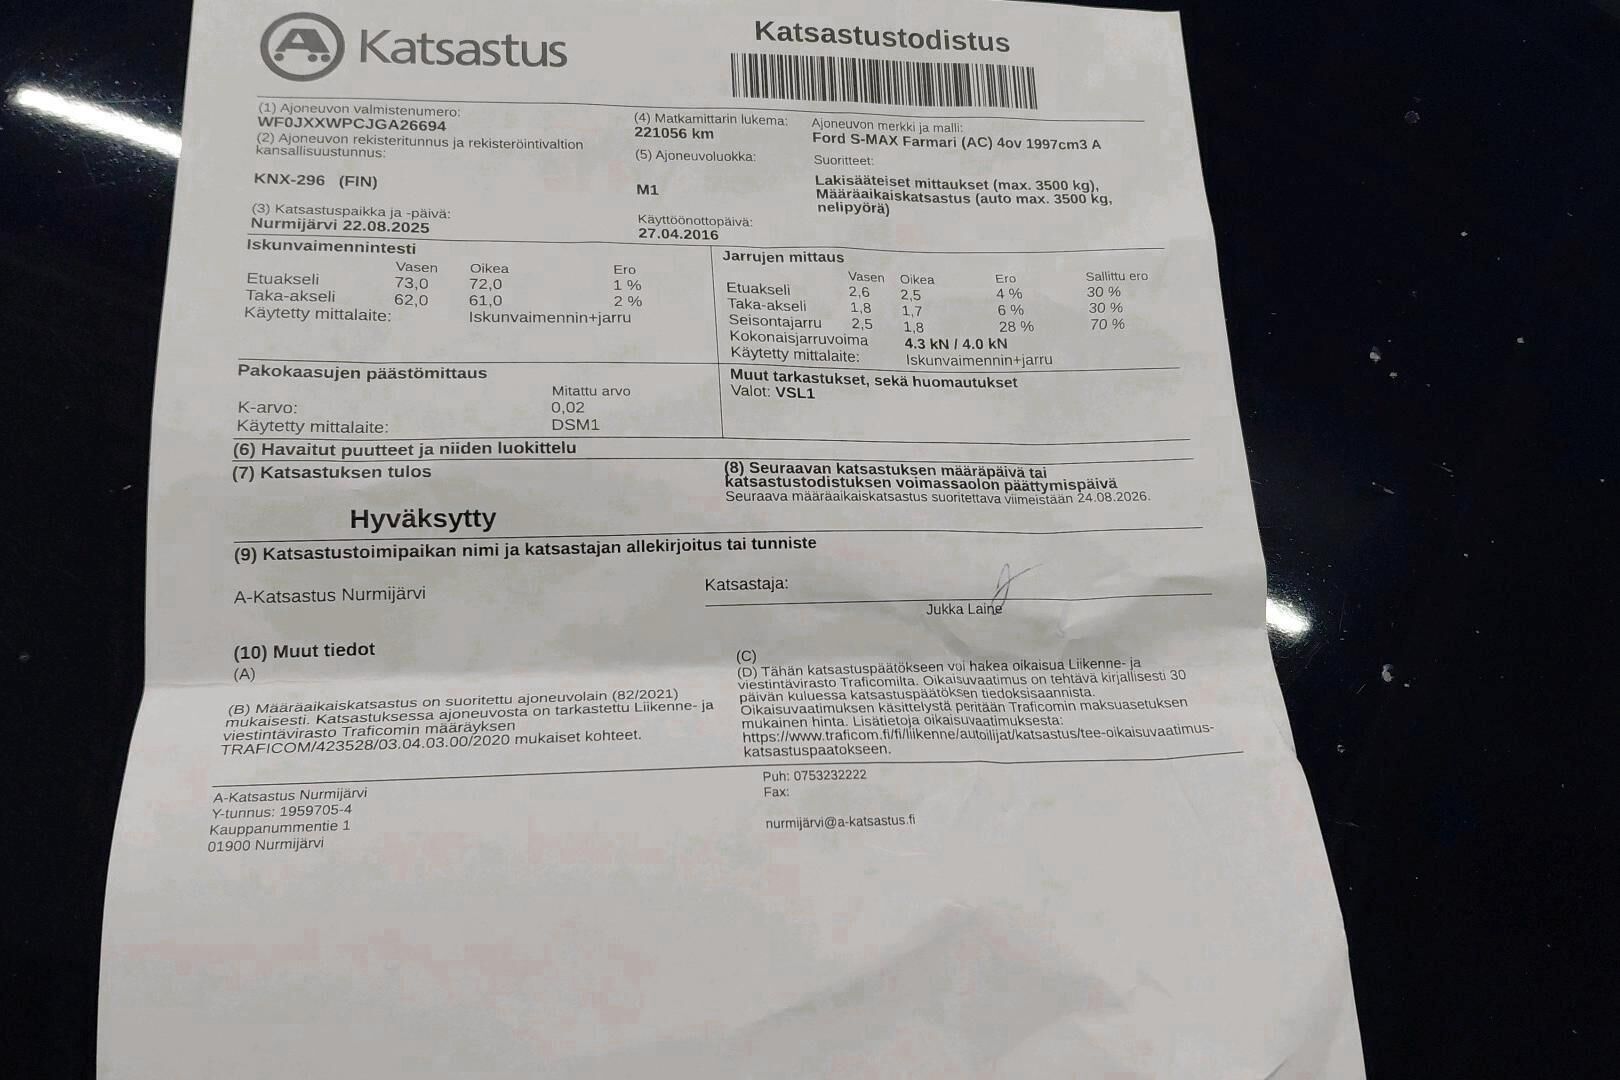 A Katsastus
Katsastustodistus
(1) Ajoneuvon valmistenumero:
WF0JXXWPCJGA26694
(2) Ajoneuvon rekisteritunnus ja rekisteröintivaltion
kansallisuustunnus:
KNX-296 (FIN)
(3) Katsastuspaikka ja -päivä:
Nurmijärvi 22.08.2025
(4) Matkamittarin lukema:
221056 km
(5) Ajoneuvoluokka:
M1
Käyttöönottopäivä:
27.04.2016
Ajoneuvon merkki ja malli:
Ford S-MAX Farmari (AC) 4ov 1997cm3 A
Suoritteet:
Lakisääteiset mittaukset (max. 3500 kg),
Määräaikaiskatsastus (auto max. 3500 kg,
nelipyörä)
Iskunvaimennintesti
Vasen Oikea Ero
Etuakseli 73,0 72,0 1 %
Taka-akseli 62,0 61,0 2 %
Käytetty mittalaite: Iskunvaimennin+jarru
Jarrujen mittaus
Vasen Oikea Ero Sallittu ero
Etuakseli 2,6 2,5 4 % 30 %
Taka-akseli 1,8 1,7 6 % 30 %
Seisontajarru 2,5 1,8 28 % 70 %
Kokonaisjarruvoima 4.3 kN / 4.0 kN
Käytetty mittalaite: Iskunvaimennin+jarru
Pakokaasujen päästömittaus
Mitattu arvo
K-arvo: 0,02
Käytetty mittalaite: DSM1
Muut tarkastukset, sekä huomautukset
Valot: VSL1
(6) Havaitut puutteet ja niiden luokittelu
(7) Katsastuksen tulos
Hyväksytty
(8) Seuraavan katsastuksen määräpäivä tai
katsastustodistuksen voimassaolon päättymispäivä
Seuraava määräaikaiskatsastus suoritettava viimeistään 24.08.2026.
(9) Katsastustoimipaikan nimi ja katsastajan allekirjoitus tai tunniste
A-Katsastus Nurmijärvi
Katsastaja:
Jukka Laine
(10) Muut tiedot
(A)
(B) Määräaikaiskatsastus on suoritettu ajoneuvolain (82/2021)
mukaisesti. Katsastuksessa ajoneuvosta on tarkastettu Liikenne- ja
viestintävirasto Traficomin määräyksen
TRAFICOM/423528/03.04.03.00/2020 mukaiset kohteet.
(C)
(D) Tähän katsastuspäätökseen voi hakea oikaisua Liikenne- ja
viestintävirasto Traficomilta. Oikaisuvaatimus on tehtävä kirjallisesti 30
päivän kuluessa katsastuspäätöksen tiedoksisaannista.
Oikaisuvaatimuksen käsittelystä peritään Traficomin maksuasetuksen
mukainen hinta. Lisätietoja oikaisuvaatimuksesta:
https://www.traficom.fi/fi/liikenne/autoilijat/katsastus/tee-oikaisuvaatimus-
katsastuspaatokseen.
A-Katsastus Nurmijärvi
Y-tunnus: 1959705-4
Kauppanummentie 1
01900 Nurmijärvi
Puh: 0753232222
Fax:
nurmijärvi@a-katsastus.fi